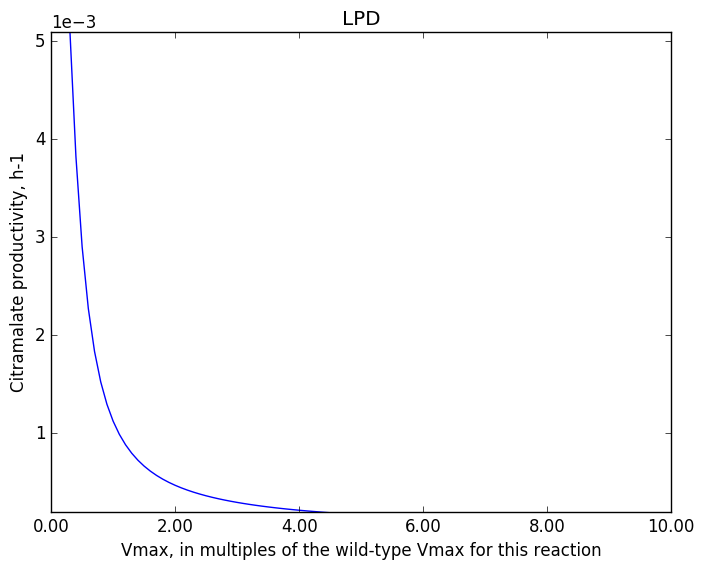 LPD
1e−3
5
4
3
2
1
Citramalate productivity, h-1
0.00 2.00 4.00 6.00 8.00 10.00
Vmax, in multiples of the wild-type Vmax for this reaction